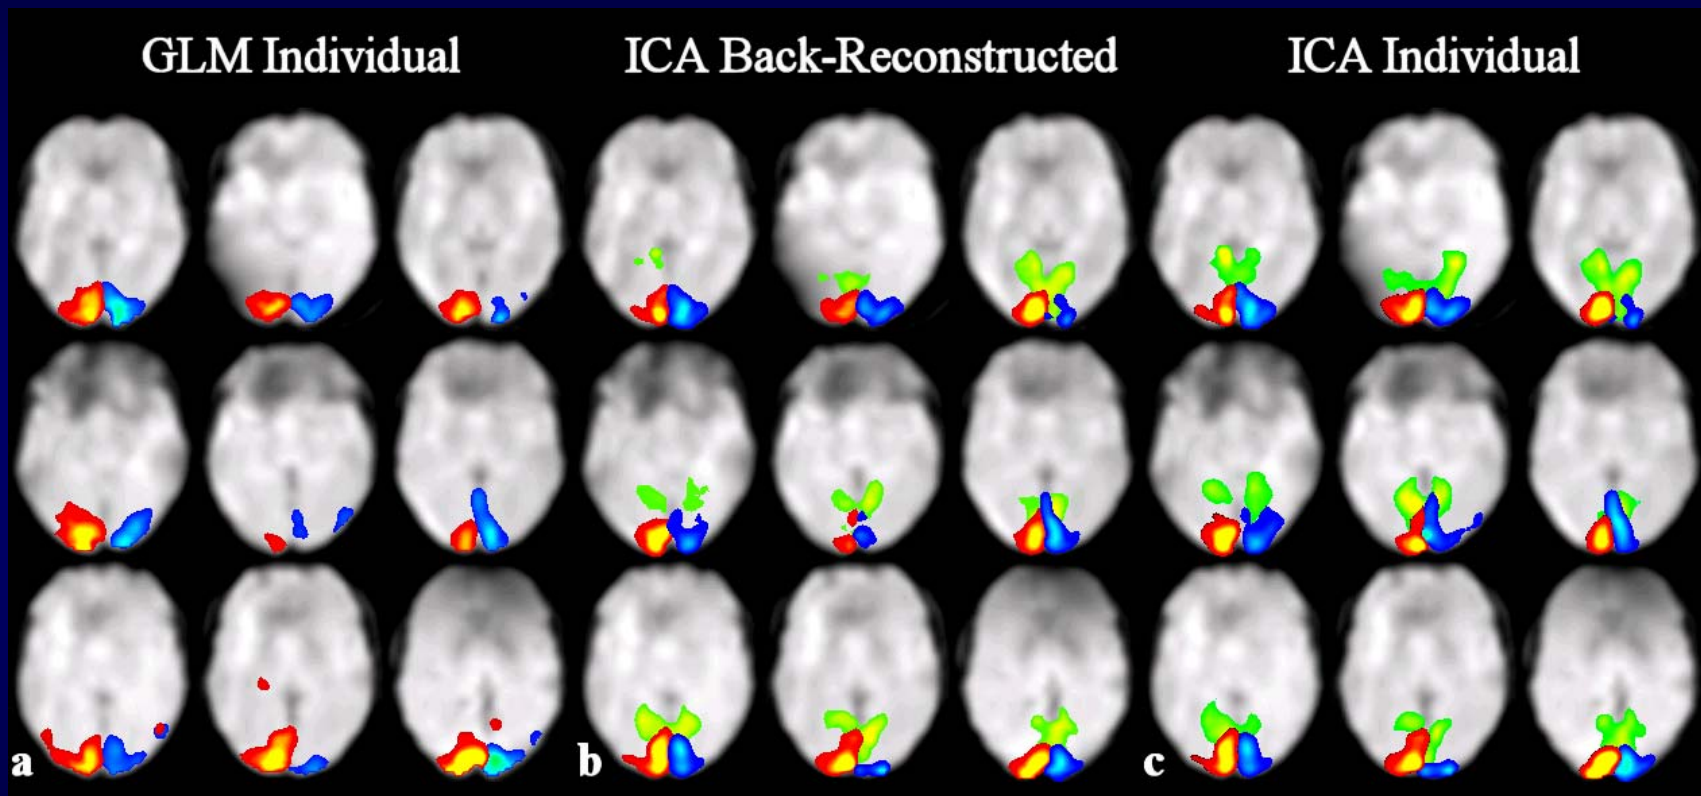 GLM Individual
ICA Back-Reconstructed
ICA Individual
a
b
c